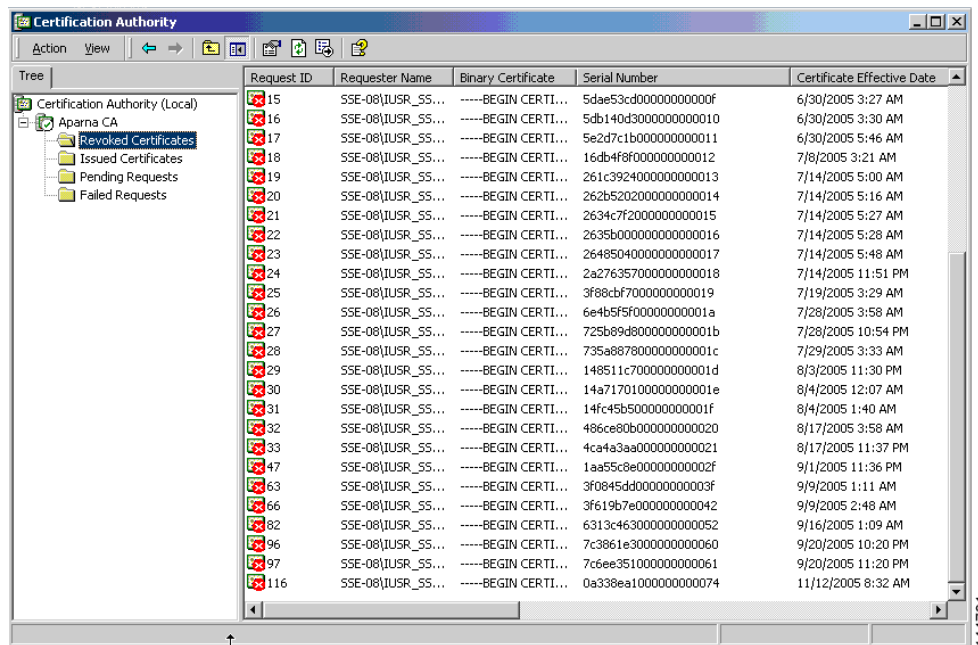 Certification Authority
Action View
Tree
Certification Authority (Local)
Aparna CA
Revoked Certificates
Issued Certificates
Pending Requests
Failed Requests
Request ID Requester Name Binary Certificate Serial Number Certificate Effective Date
15 SSE-08\IUSR_SS... -----BEGIN CERTI... 5dae53cd00000000000f 6/30/2005 3:27 AM
16 SSE-08\IUSR_SS... -----BEGIN CERTI... 5db140d3000000000010 6/30/2005 3:30 AM
17 SSE-08\IUSR_SS... -----BEGIN CERTI... 5e2d7c1b000000000011 6/30/2005 5:46 AM
18 SSE-08\IUSR_SS... -----BEGIN CERTI... 16db4f8f000000000012 7/8/2005 3:21 AM
19 SSE-08\IUSR_SS... -----BEGIN CERTI... 261c3924000000000013 7/14/2005 5:00 AM
20 SSE-08\IUSR_SS... -----BEGIN CERTI... 262b5202000000000014 7/14/2005 5:16 AM
21 SSE-08\IUSR_SS... -----BEGIN CERTI... 2634c7f2000000000015 7/14/2005 5:27 AM
22 SSE-08\IUSR_SS... -----BEGIN CERTI... 2635b000000000000016 7/14/2005 5:28 AM
23 SSE-08\IUSR_SS... -----BEGIN CERTI... 26485040000000000017 7/14/2005 5:48 AM
24 SSE-08\IUSR_SS... -----BEGIN CERTI... 2a276357000000000018 7/14/2005 11:51 PM
25 SSE-08\IUSR_SS... -----BEGIN CERTI... 3f88cbf7000000000019 7/19/2005 3:29 AM
26 SSE-08\IUSR_SS... -----BEGIN CERTI... 6e4b5f5f00000000001a 7/28/2005 3:58 AM
27 SSE-08\IUSR_SS... -----BEGIN CERTI... 725b89d800000000001b 7/28/2005 10:54 PM
28 SSE-08\IUSR_SS... -----BEGIN CERTI... 735a887800000000001c 7/29/2005 3:33 AM
29 SSE-08\IUSR_SS... -----BEGIN CERTI... 148511c700000000001d 8/3/2005 11:30 PM
30 SSE-08\IUSR_SS... -----BEGIN CERTI... 14a7170100000000001e 8/4/2005 12:07 AM
31 SSE-08\IUSR_SS... -----BEGIN CERTI... 14fc45b500000000001f 8/4/2005 1:40 AM
32 SSE-08\IUSR_SS... -----BEGIN CERTI... 486ce80b000000000020 8/17/2005 3:58 AM
33 SSE-08\IUSR_SS... -----BEGIN CERTI... 4ca4a3aa000000000021 8/17/2005 11:37 PM
47 SSE-08\IUSR_SS... -----BEGIN CERTI... 1aa55c8e00000000002f 9/1/2005 11:36 PM
63 SSE-08\IUSR_SS... -----BEGIN CERTI... 3f0845dd00000000003f 9/9/2005 1:11 AM
66 SSE-08\IUSR_SS... -----BEGIN CERTI... 3f619b7e000000000042 9/9/2005 2:48 AM
82 SSE-08\IUSR_SS... -----BEGIN CERTI... 6313c463000000000052 9/16/2005 1:09 AM
96 SSE-08\IUSR_SS... -----BEGIN CERTI... 7c3861e3000000000060 9/20/2005 10:20 PM
97 SSE-08\IUSR_SS... -----BEGIN CERTI... 7c6ee351000000000061 9/20/2005 11:20 PM
116 SSE-08\IUSR_SS... -----BEGIN CERTI... 0a338ea1000000000074 11/12/2005 8:32 AM